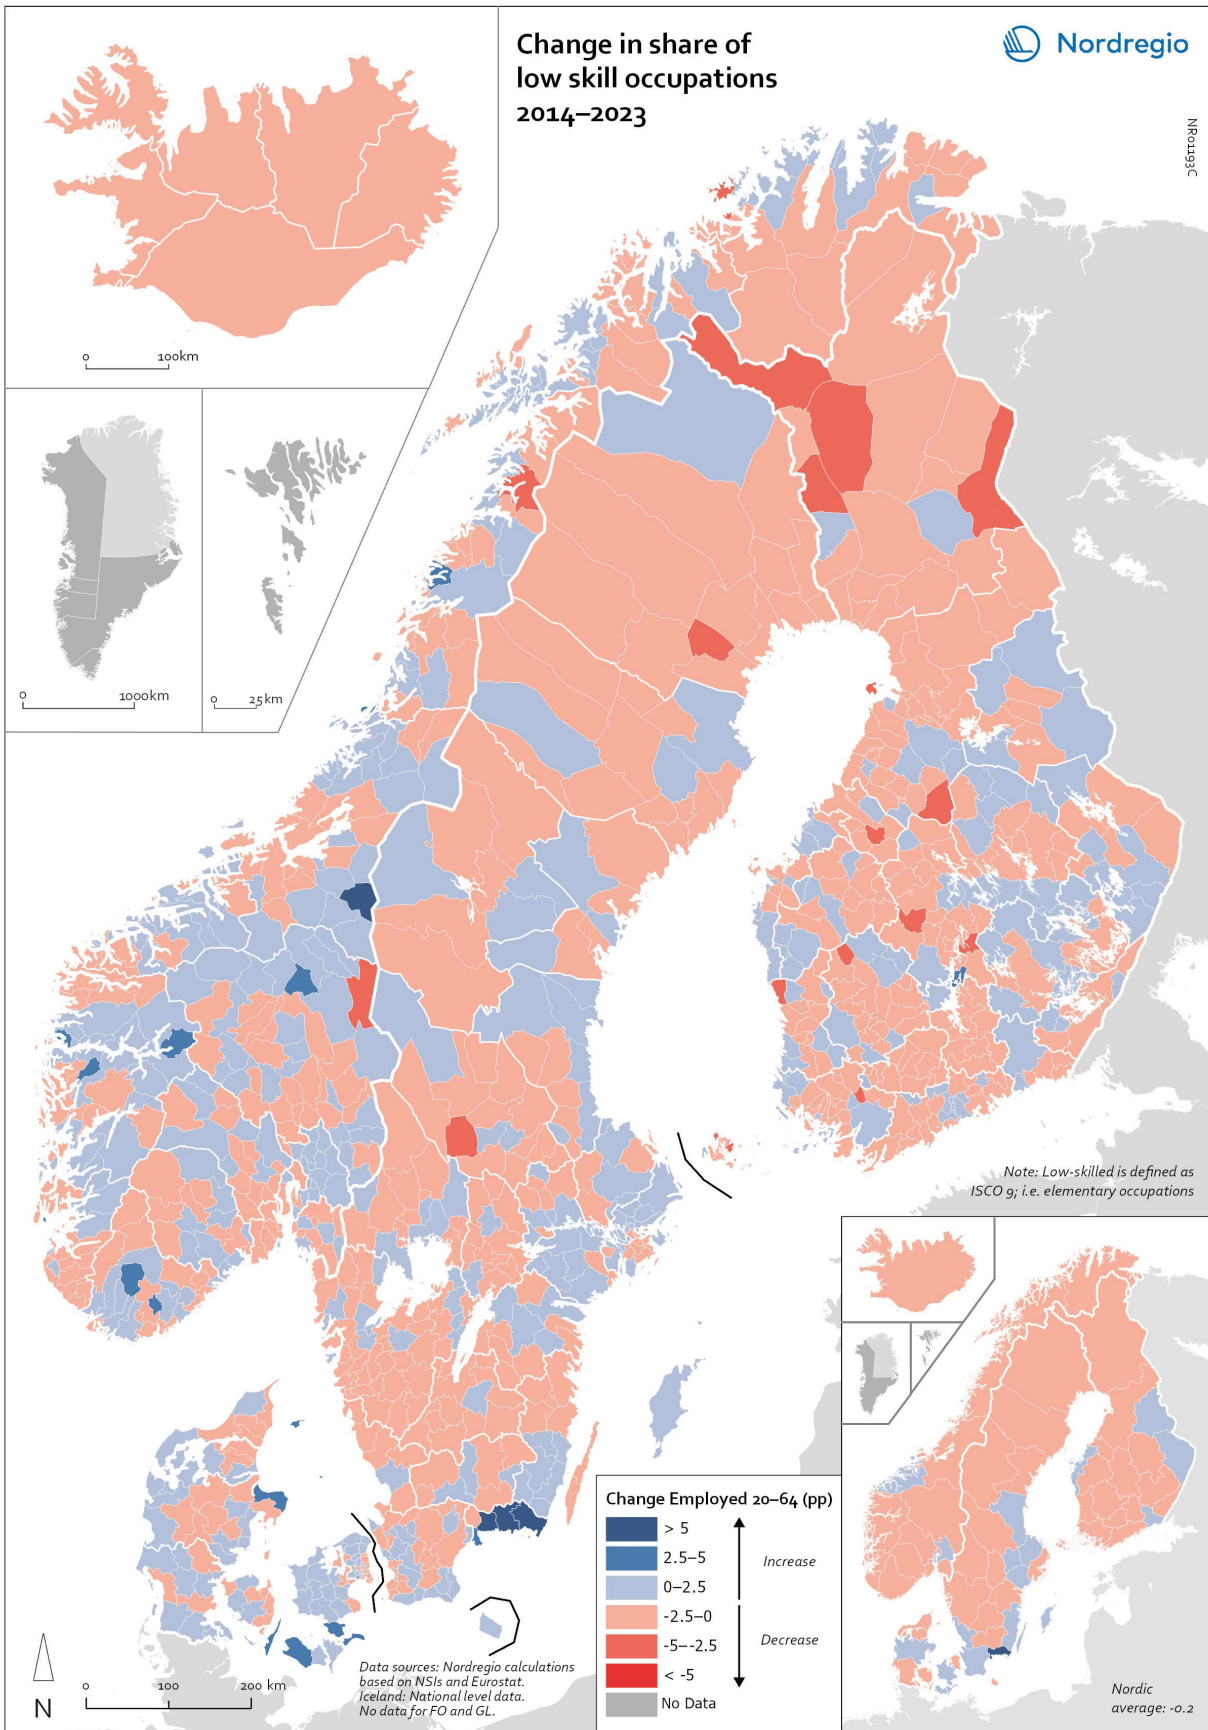 Change in share of
low skill occupations
2014–2023
Nordregio
NR01193C
0 100km
0 1000km
0 25km
Note: Low-skilled is defined as
ISCO 9; i.e. elementary occupations
Change Employed 20–64 (pp)
> 5
2.5–5
0–2.5
-2.5–0
-5–-2.5
< -5
No Data
Increase
Decrease
Data sources: Nordregio calculations
based on NSIs and Eurostat.
Iceland: National level data.
No data for FO and GL.
N
0 100 200 km
Nordic
average: -0.2